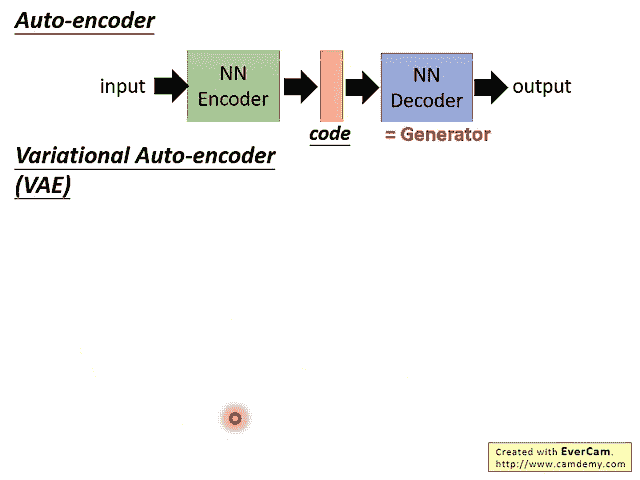 Auto-encoder
input
NN
Encoder
code
NN
Decoder
= Generator
output
Variational Auto-encoder
(VAE)
Created with EverCam.
http://www.camdemy.com